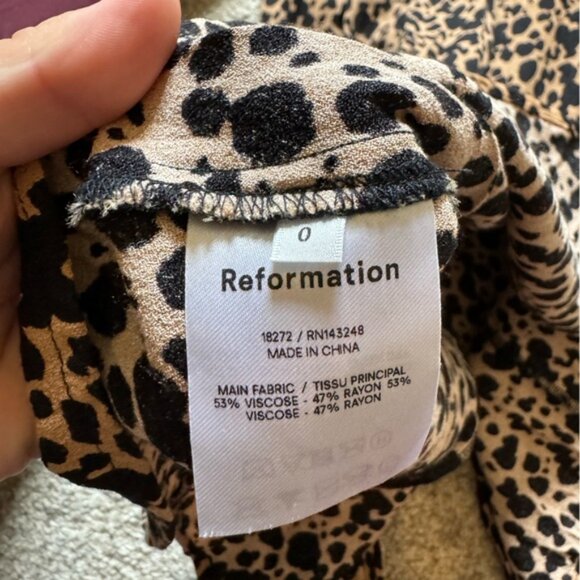 0
Reformation
18272 / RN143248
MADE IN CHINA
MAIN FABRIC / TISSU PRINCIPAL
53% VISCOSE - 47% RAYON 53%
VISCOSE - 47% RAYON